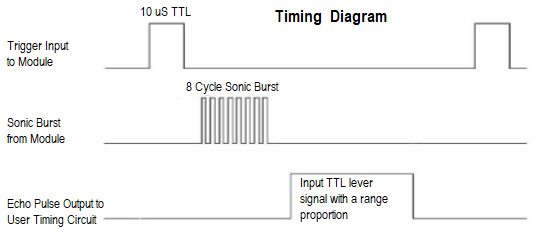 10 uS TTL
Timing Diagram
Trigger Input
to Module
8 Cycle Sonic Burst
Sonic Burst
from Module
Input TTL lever
signal with a range
proportion
Echo Pulse Output to
User Timing Circuit